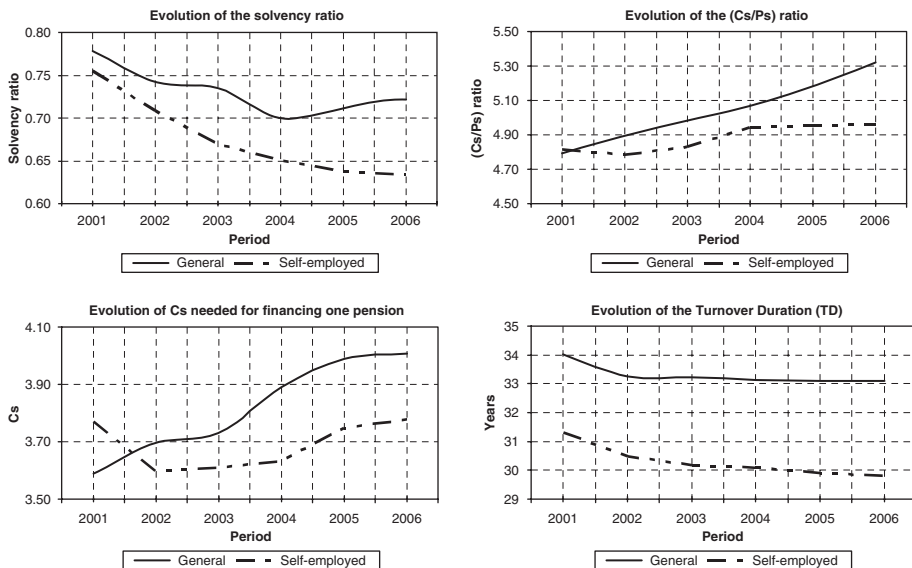 Evolution of the solvency ratio
0.80
0.75
0.70
0.65
0.60
Solvency ratio
2001 2002 2003 2004 2005 2006
Period
General Self-employed
Evolution of the (Cs/Ps) ratio
5.50
5.30
5.10
4.90
4.70
4.50
(Cs/Ps) ratio
2001 2002 2003 2004 2005 2006
Period
General Self-employed
Evolution of Cs needed for financing one pension
4.10
3.90
3.70
3.50
Cs
2001 2002 2003 2004 2005 2006
Period
General Self-employed
Evolution of the Turnover Duration (TD)
35
34
33
32
31
30
29
Years
2001 2002 2003 2004 2005 2006
Period
General Self-employed